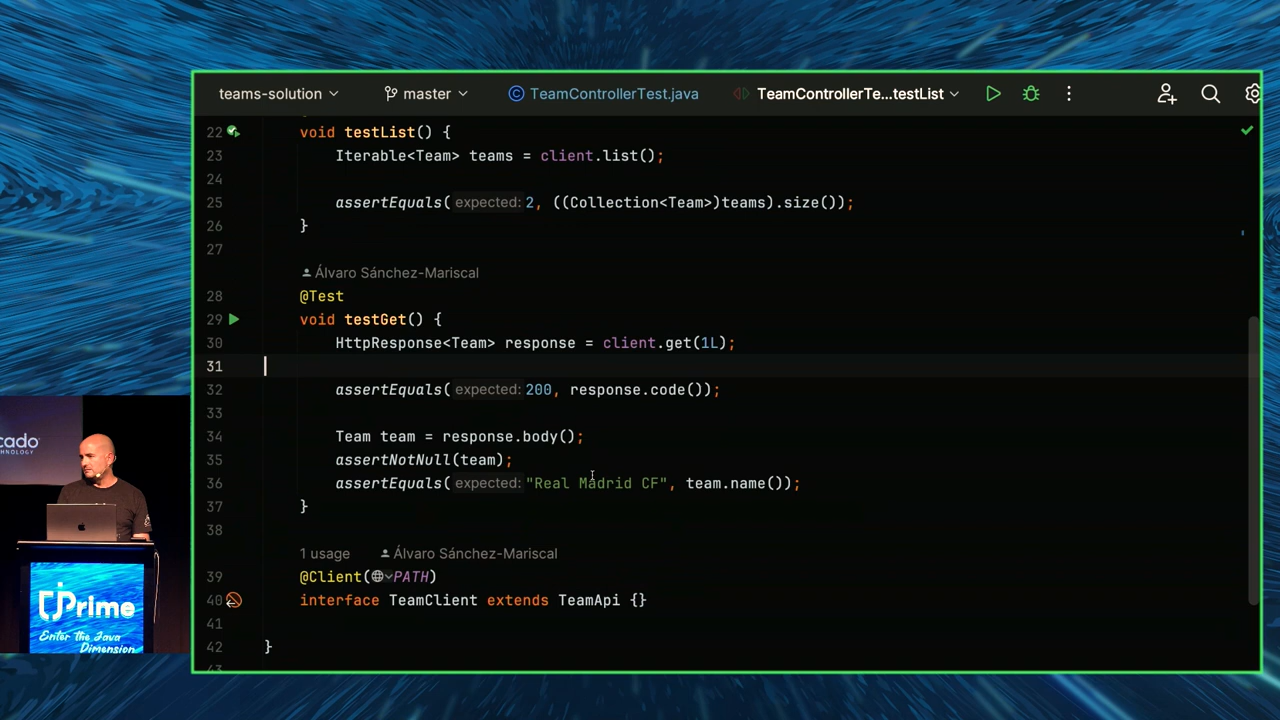 teams-solution
master
TeamControllerTest.java
TeamControllerTe...testList
22 void testList() {
23 Iterable<Team> teams = client.list();
24
25 assertEquals( expected: 2, ((Collection<Team>)teams).size());
26 }
27
Álvaro Sánchez-Mariscal
28 @Test
29 void testGet() {
30 HttpResponse<Team> response = client.get(1L);
31
32 assertEquals( expected: 200, response.code());
33
34 Team team = response.body();
35 assertNotNull(team);
36 assertEquals( expected: "Real Madrid CF", team.name());
37 }
38
1 usage Álvaro Sánchez-Mariscal
39 @Client(PATH)
40 interface TeamClient extends TeamApi {}
41
42 }
43
cado
TECHNOLOGY
jPrime
Enter the Java
Dimension